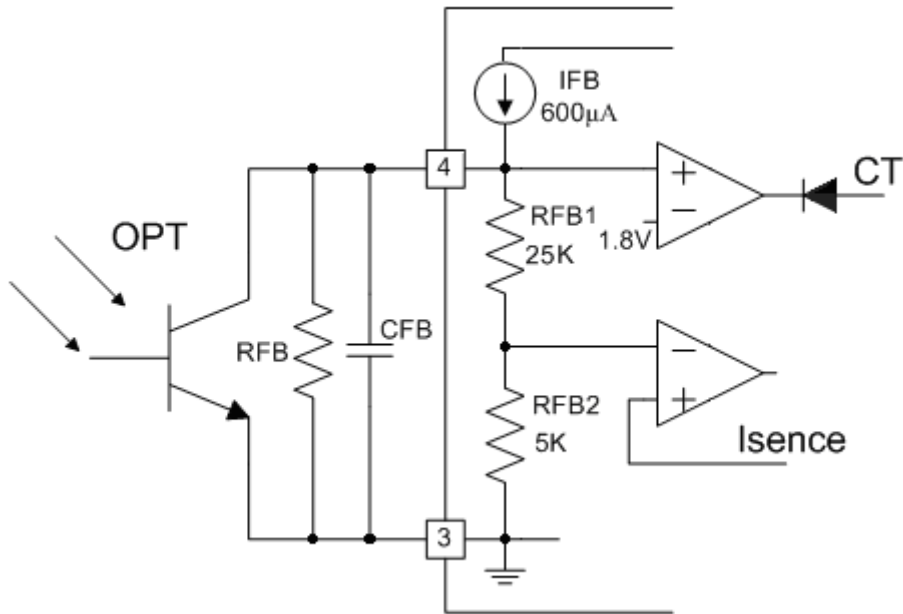 IFB
600μA
4
CT
+
−
RFB1
1.8V
25K
OPT
RFB
CFB
−
+
RFB2
5K
Isence
3